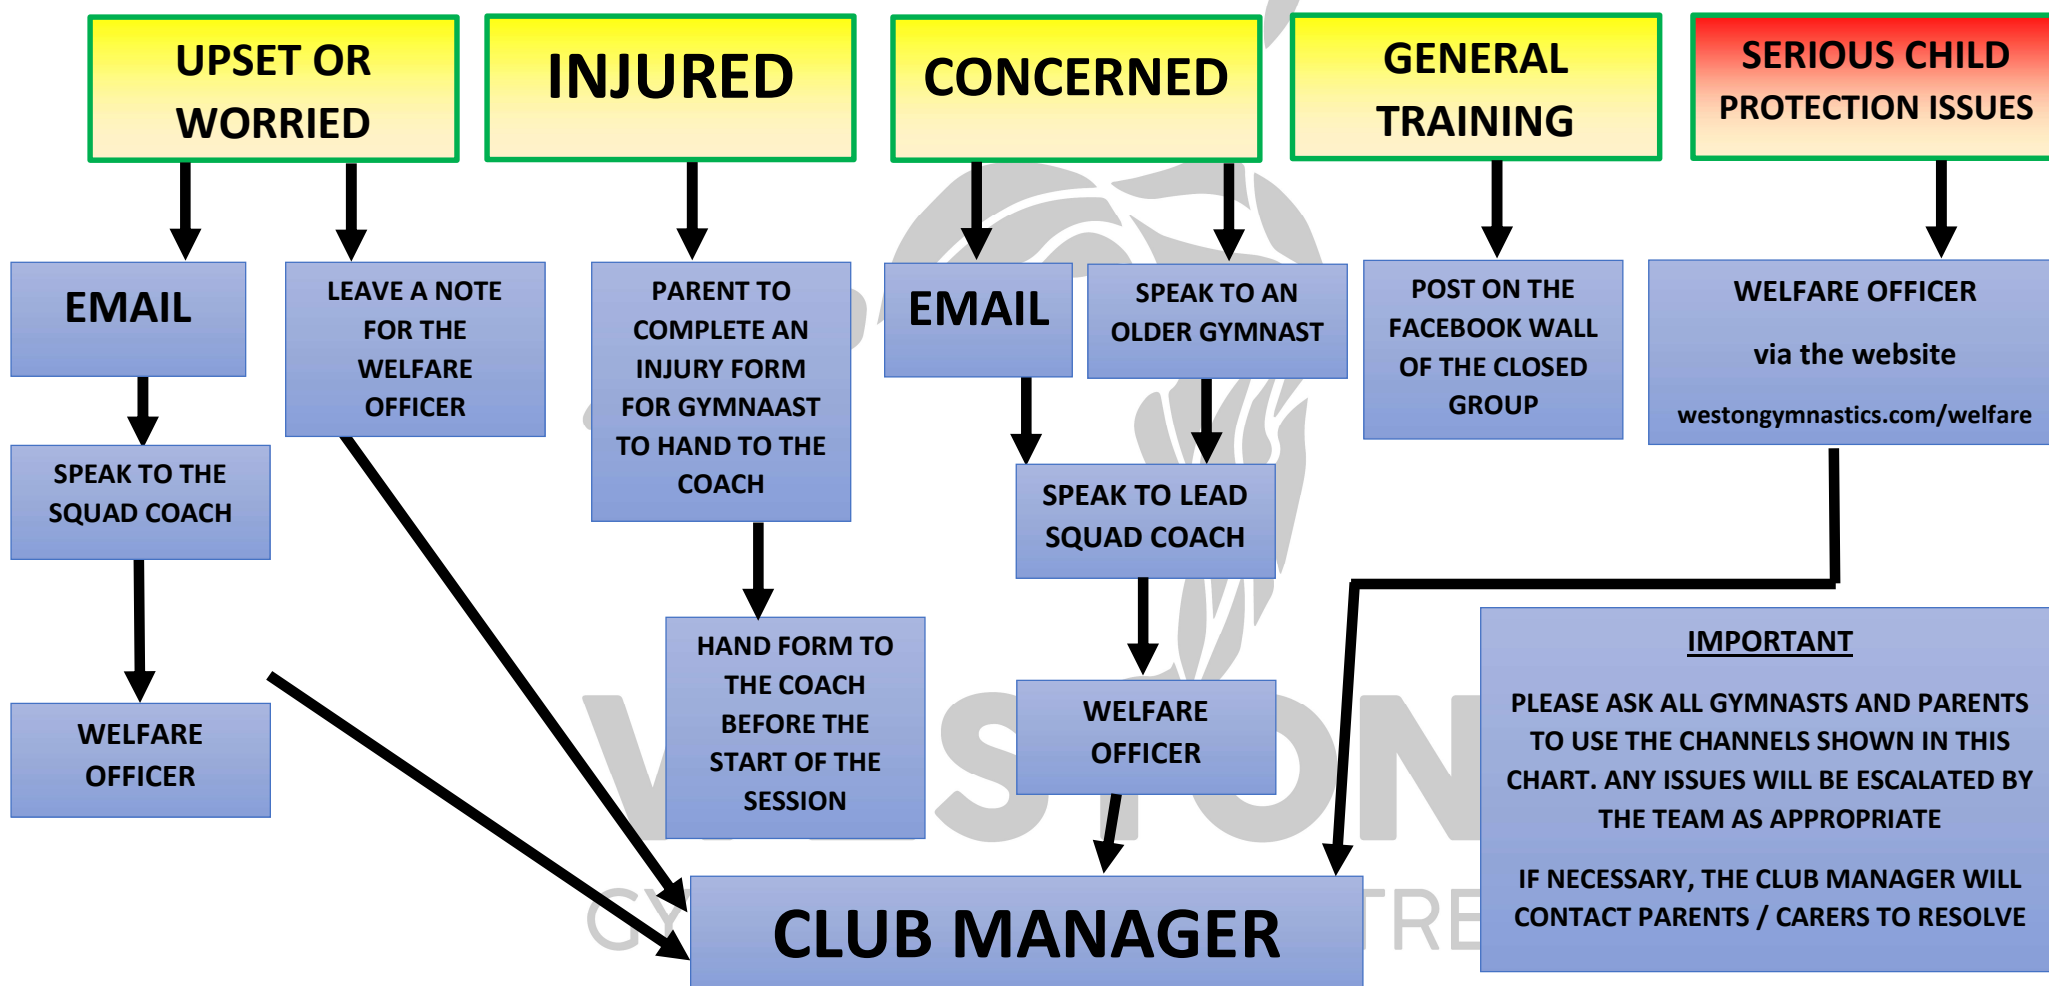 UPSET OR
WORRIED
INJURED
CONCERNED
GENERAL
TRAINING
SERIOUS CHILD
PROTECTION ISSUES
EMAIL
LEAVE A NOTE
FOR THE
WELFARE
OFFICER
PARENT TO
COMPLETE AN
INJURY FORM
FOR GYMNAAST
TO HAND TO THE
COACH
EMAIL
SPEAK TO AN
OLDER GYMNAST
POST ON THE
FACEBOOK WALL
OF THE CLOSED
GROUP
WELFARE OFFICER
via the website
westongymnastics.com/welfare
SPEAK TO THE
SQUAD COACH
SPEAK TO LEAD
SQUAD COACH
HAND FORM TO
THE COACH
BEFORE THE
START OF THE
SESSION
WELFARE
OFFICER
WELFARE
OFFICER
CLUB MANAGER
IMPORTANT
PLEASE ASK ALL GYMNASTS AND PARENTS
TO USE THE CHANNELS SHOWN IN THIS
CHART. ANY ISSUES WILL BE ESCALATED BY
THE TEAM AS APPROPRIATE
IF NECESSARY, THE CLUB MANAGER WILL
CONTACT PARENTS / CARERS TO RESOLVE